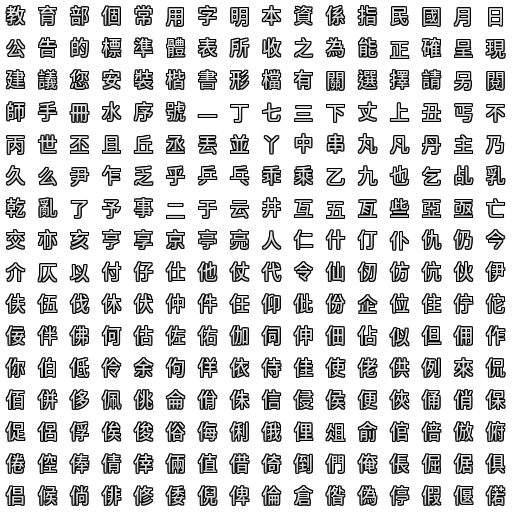 教育部個常用字明本資係指民國月日
公告的標準體表所收之為能正確呈現
建議您安裝楷書形檔有關選擇請另閱
師手冊水序號一丁七三下丈上丑丐不
丙世丕且丘丞丟並丫中串丸凡丹主乃
久么尹乍乏乎乒乓乖乘乙九也乞乩乳
乾亂了予事二于云井互五亙些亞亟亡
交亦亥亨享京亭亮人仁什仃仆仇仍今
介仄以付仔仕他仗代令仙仞仿伉伙伊
伕伍伐休伏仲件任仰仳份企位住佇佗
佞伴佛何估佐佑伽伺伸佃佔似但佣作
你伯低伶余佝佯依侍佳使佬供例來侃
佰併侈佩佻侖佾侏信侵侯便俠俑俏保
促侶俘俟俊俗侮俐俄俚俎俞倌倍倣俯
倦倥俸倩倖倆值借倚倒們俺倀倔倨俱
倡候倘俳修倭倪俾倫倉偺偽停假偃偌